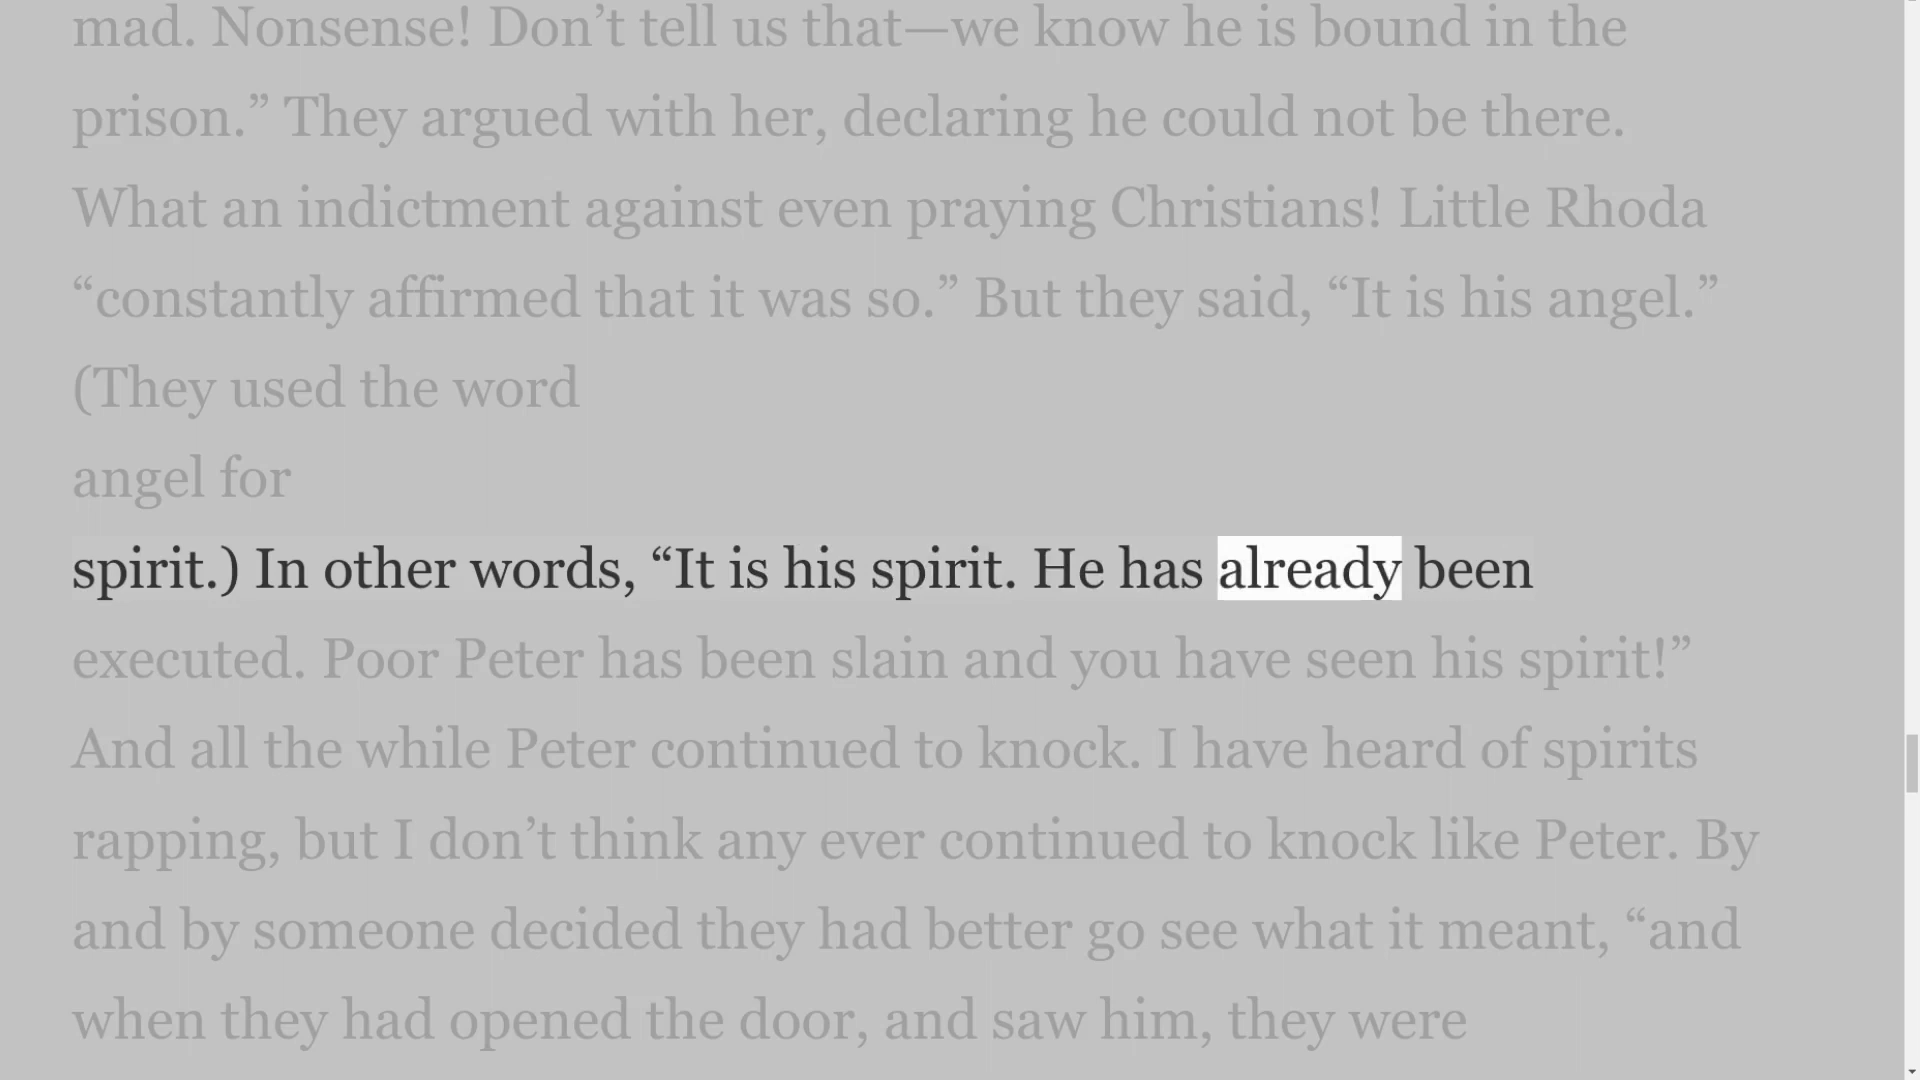 mad. Nonsense! Don’t tell us that—we know he is bound in the
prison.” They argued with her, declaring he could not be there.
What an indictment against even praying Christians! Little Rhoda
“constantly affirmed that it was so.” But they said, “It is his angel.”
(They used the word
angel for
spirit.) In other words, “It is his spirit. He has already been
executed. Poor Peter has been slain and you have seen his spirit!”
And all the while Peter continued to knock. I have heard of spirits
rapping, but I don’t think any ever continued to knock like Peter. By
and by someone decided they had better go see what it meant, “and
when they had opened the door, and saw him, they were